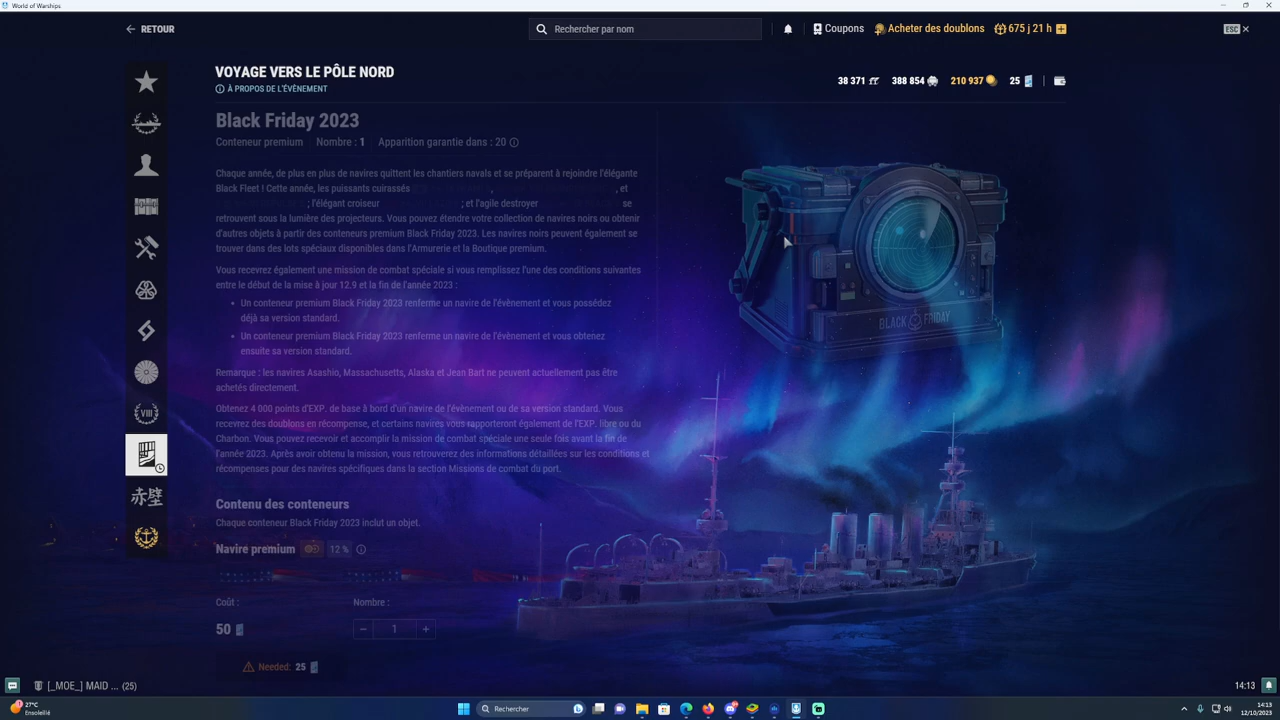 World of Warships
RETOUR
Rechercher par nom
Coupons
Acheter des doublons
675 j 21 h
ESC
VOYAGE VERS LE PÔLE NORD
À PROPOS DE L'ÉVÈNEMENT
38 371
388 854
210 937
25
Black Friday 2023
Conteneur premium
Nombre : 1
Apparition garantie dans : 20
Chaque année, de plus en plus de navires quittent les chantiers navals et se préparent à rejoindre l'élégante
Black Fleet ! Cette année, les puissants cuirassés , et
; l'élégant croiseur ; et l'agile destroyer se
retrouvent sous la lumière des projecteurs. Vous pouvez étendre votre collection de navires noirs ou obtenir
d'autres objets à partir des conteneurs premium Black Friday 2023. Les navires noirs peuvent également se
trouver dans des lots spéciaux disponibles dans l'Armurerie et la Boutique premium.
Vous recevrez également une mission de combat spéciale si vous remplissez l'une des conditions suivantes
entre le début de la mise à jour 12.9 et la fin de l'année 2023 :
• Un conteneur premium Black Friday 2023 renferme un navire de l'évènement et vous possédez
déjà sa version standard.
• Un conteneur premium Black Friday 2023 renferme un navire de l'évènement et vous obtenez
ensuite sa version standard.
Remarque : les navires Asashio, Massachusetts, Alaska et Jean Bart ne peuvent actuellement pas être
achetés directement.
Obtenez 4 000 points d'EXP. de base à bord d'un navire de l'évènement ou de sa version standard. Vous
recevrez des doublons en récompense, et certains navires vous rapporteront également de l'EXP. libre ou du
Charbon. Vous pouvez recevoir et accomplir la mission de combat spéciale une seule fois avant la fin de
l'année 2023. Après avoir obtenu la mission, vous retrouverez des informations détaillées sur les conditions et
récompenses pour des navires spécifiques dans la section Missions de combat du port.
BLACK FRIDAY
VIII
赤壁
Contenu des conteneurs
Chaque conteneur Black Friday 2023 inclut un objet.
Navire premium
12 %
Coût :
Nombre :
50
− 1 +
Needed: 25
[_MOE_] MAID ... (25)
14:13
27°C
Ensoleillé
Rechercher
14:13
12/10/2023